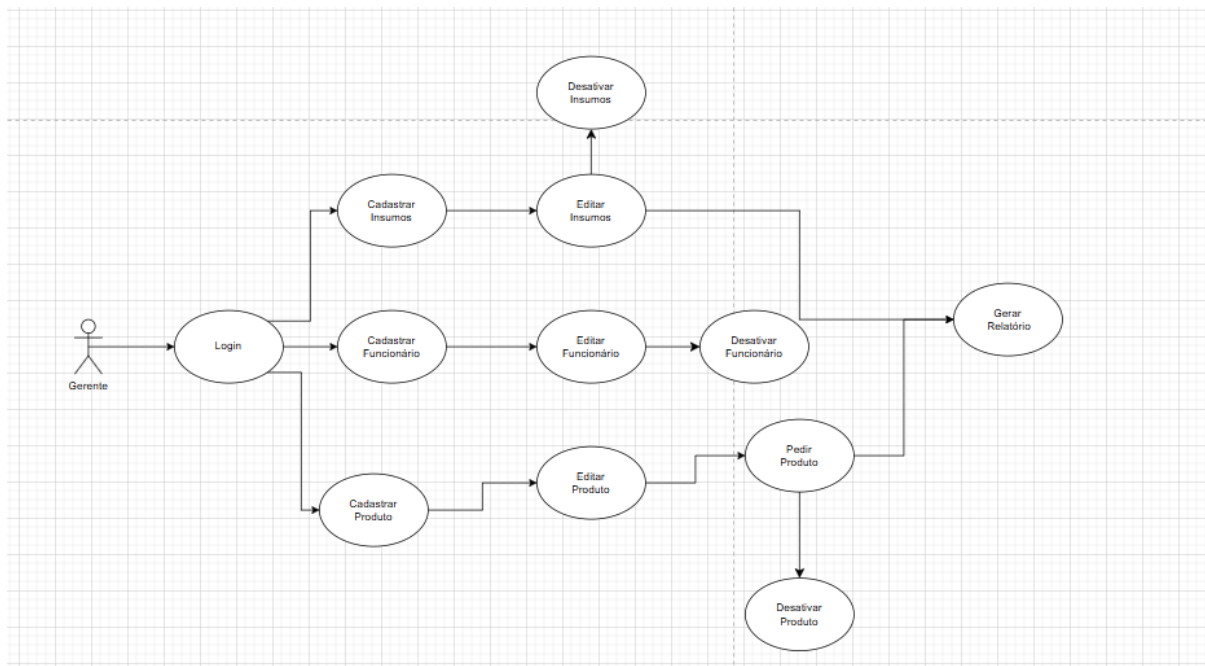 Desativar
Insumos
Cadastrar
Insumos
Editar
Insumos
Gerar
Relatório
Login
Cadastrar
Funcionário
Editar
Funcionário
Desativar
Funcionário
Gerente
Pedir
Produto
Editar
Produto
Cadastrar
Produto
Desativar
Produto